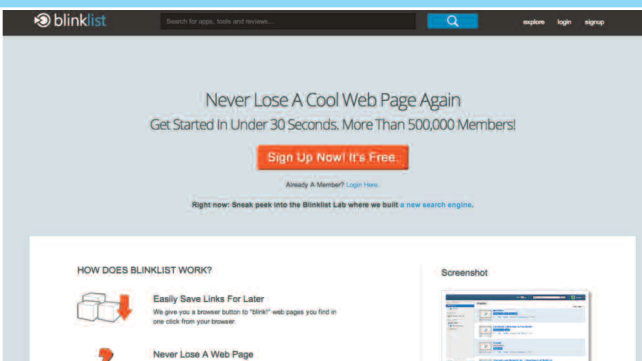 blinklist
Search for apps, tools and reviews...
explore login signup
Never Lose A Cool Web Page Again
Get Started In Under 30 Seconds. More Than 500,000 Members!
Sign Up Now! It's Free.
Already A Member? Login Here.
Right now: Sneak peek into the Blinklist Lab where we built a new search engine.
HOW DOES BLINKLIST WORK?
Screenshot
Easily Save Links For Later
We give you a browser button to "blink!" web pages you find in
one click from your browser.
Never Lose A Web Page